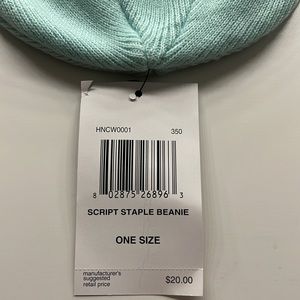 HNCW0001 350
8 02875 26896 3
SCRIPT STAPLE BEANIE
ONE SIZE
manufacturer's
suggested
retail price $20.00